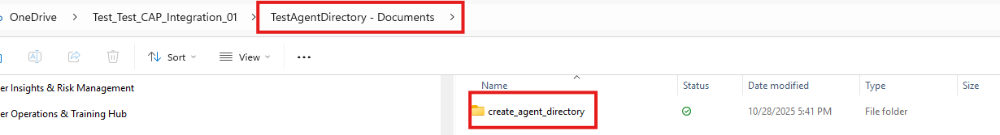 OneDrive > Test_Test_CAP_Integration_01 > TestAgentDirectory - Documents >
Sort View ...
Name Status Date modified Type Size
er Insights & Risk Management
create_agent_directory 10/28/2025 5:41 PM File folder
er Operations & Training Hub